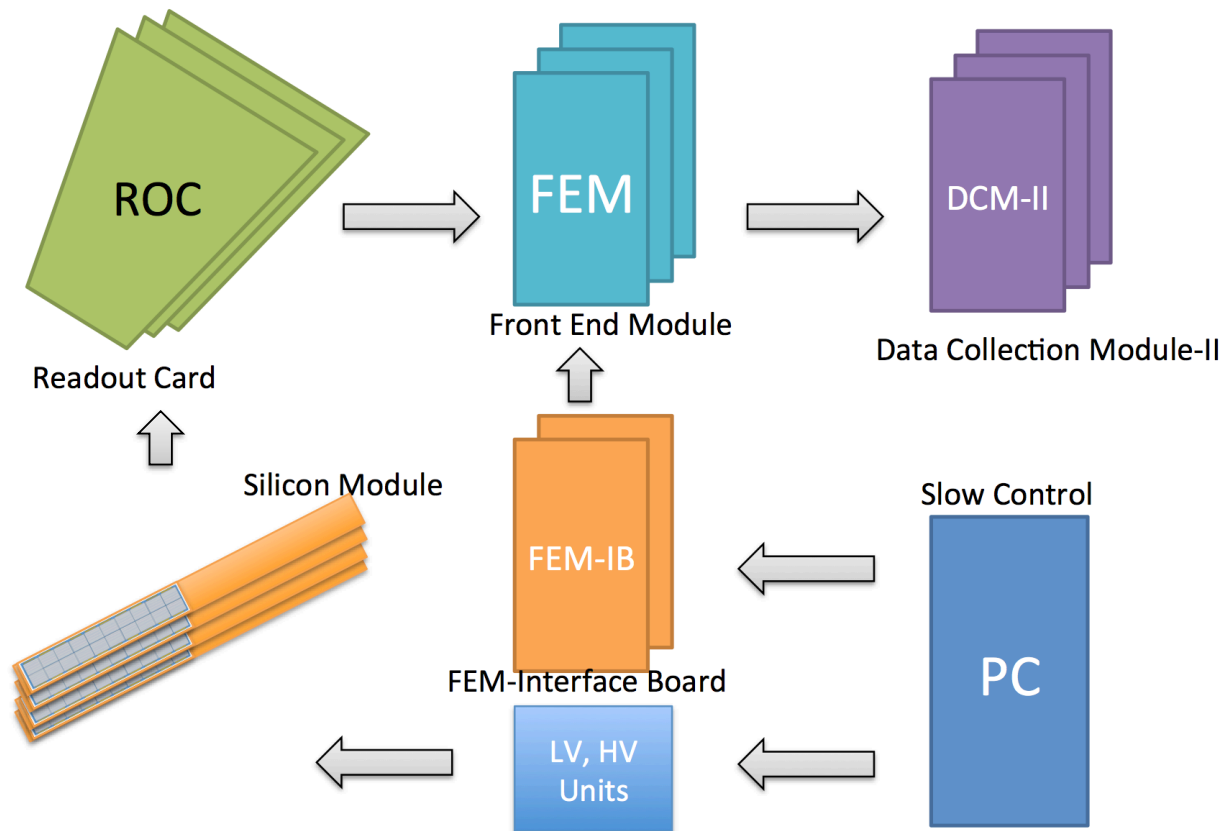 ROC
Readout Card
FEM
Front End Module
DCM-II
Data Collection Module-II
Silicon Module
FEM-IB
FEM-Interface Board
Slow Control
PC
LV, HV
Units